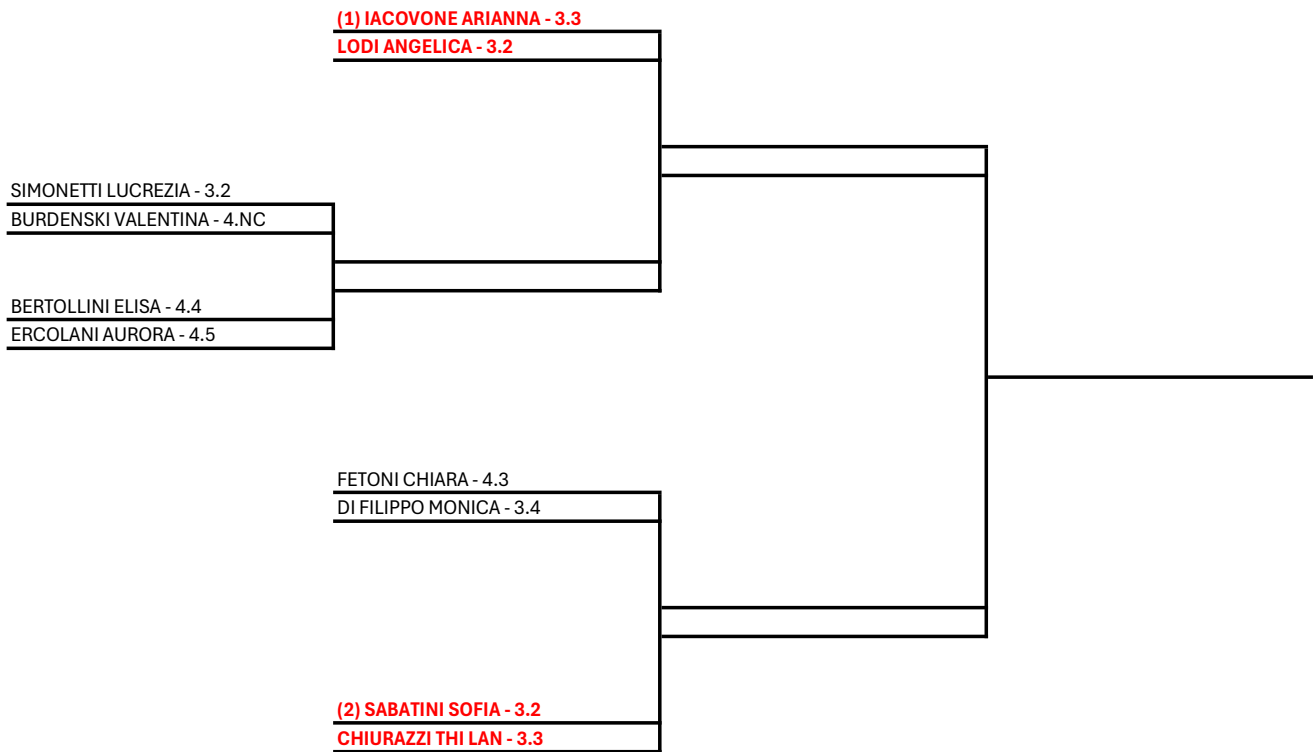 (1) IACOVONE ARIANNA - 3.3
LODI ANGELICA - 3.2
SIMONETTI LUCREZIA - 3.2
BURDENSKI VALENTINA - 4.NC
BERTOLLINI ELISA - 4.4
ERCOLANI AURORA - 4.5
FETONI CHIARA - 4.3
DI FILIPPO MONICA - 3.4
(2) SABATINI SOFIA - 3.2
CHIURAZZI THI LAN - 3.3